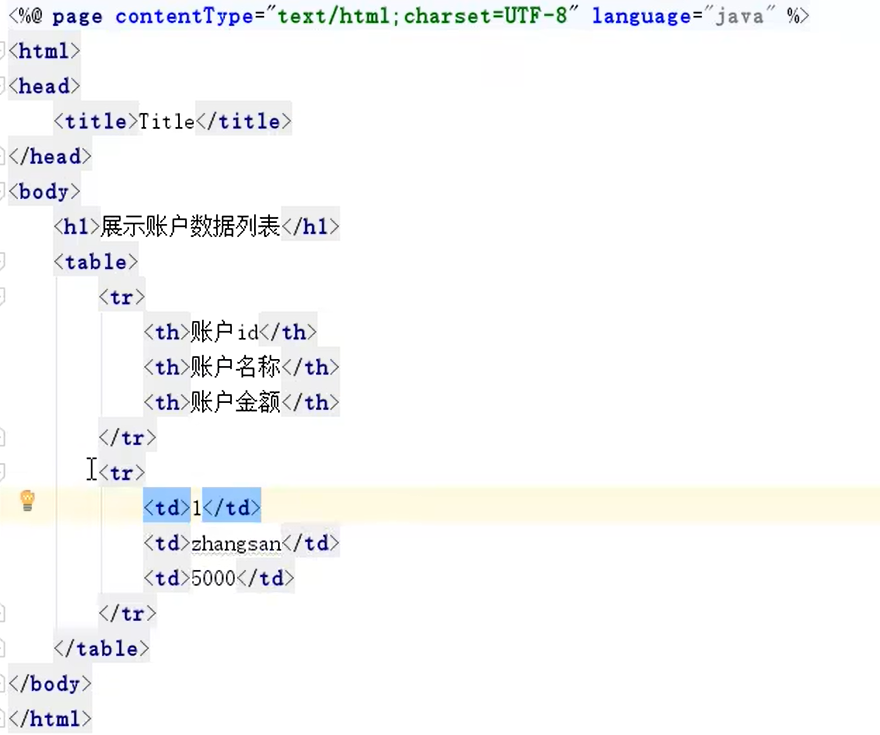 <%@ page contentType="text/html;charset=UTF-8" language="java" %>
<html>
<head>
    <title>Title</title>
</head>
<body>
    <h1>展示账户数据列表</h1>
    <table>
        <tr>
            <th>账户id</th>
            <th>账户名称</th>
            <th>账户金额</th>
        </tr>
        <tr>
            <td>1</td>
            <td>zhangsan</td>
            <td>5000</td>
        </tr>
    </table>
</body>
</html>